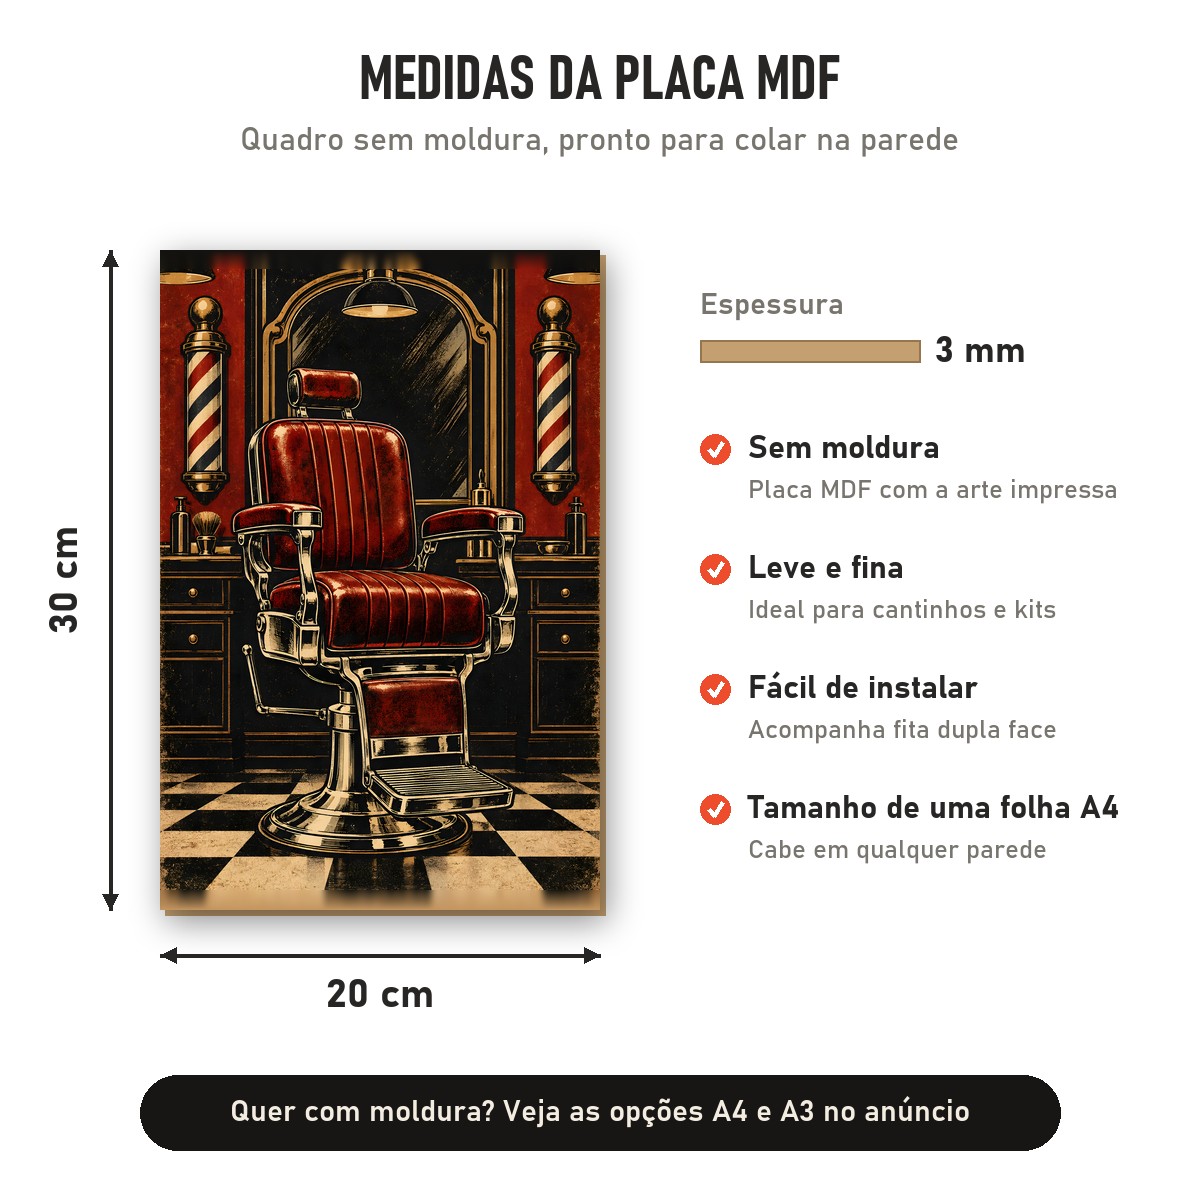 MEDIDAS DA PLACA MDF
Quadro sem moldura, pronto para colar na parede
30 cm
20 cm
Espessura
3 mm
Sem moldura
Placa MDF com a arte impressa
Leve e fina
Ideal para cantinhos e kits
Fácil de instalar
Acompanha fita dupla face
Tamanho de uma folha A4
Cabe em qualquer parede
Quer com moldura? Veja as opções A4 e A3 no anúncio